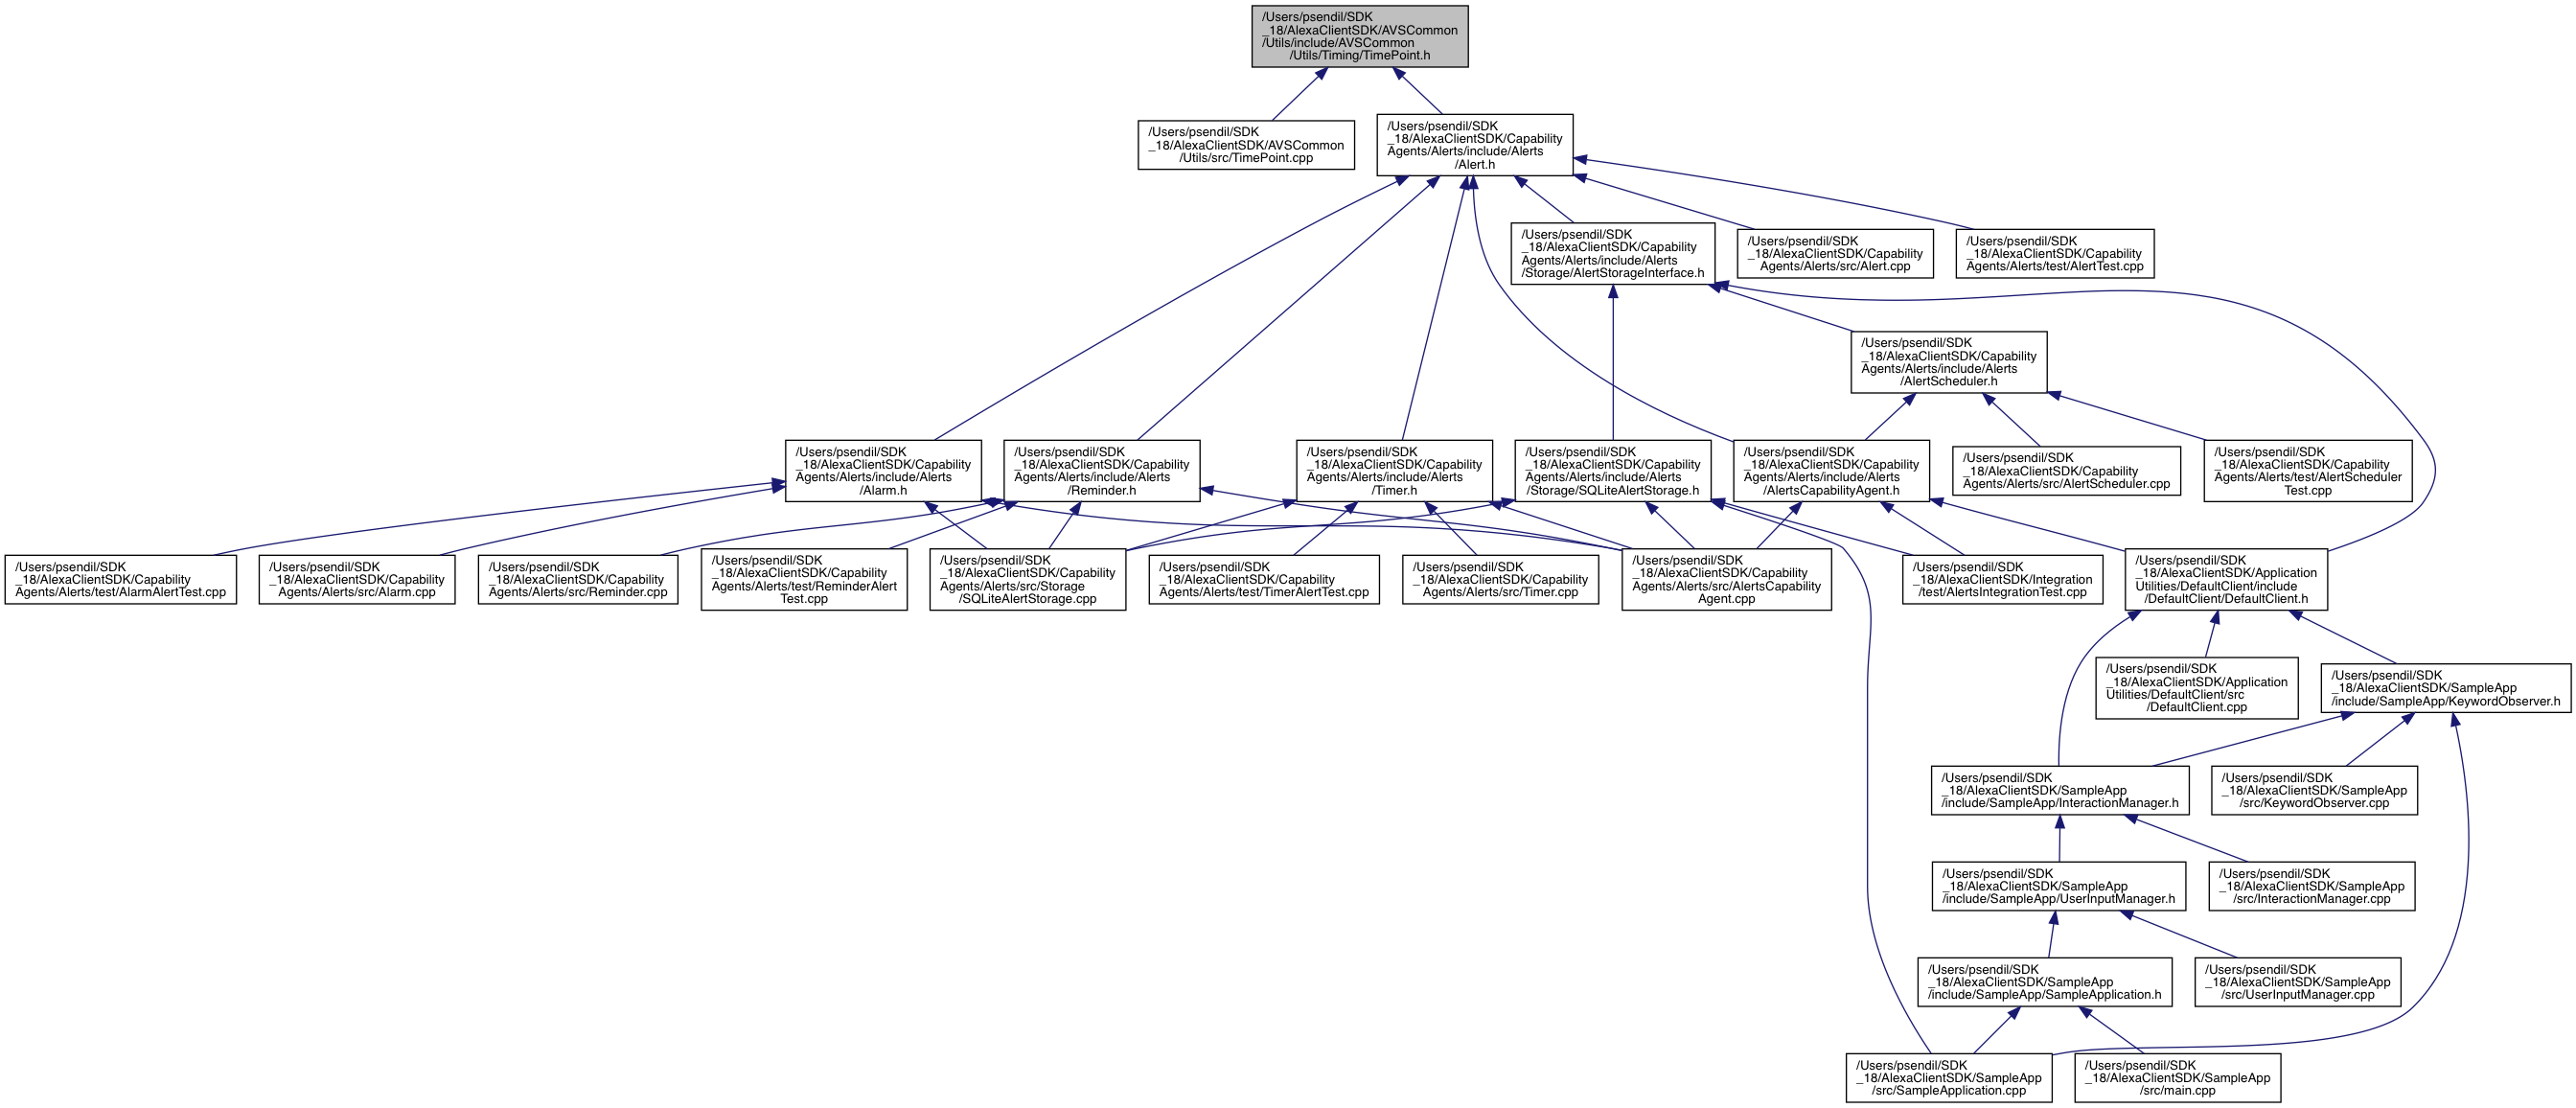 /Users/psendil/SDK
_18/AlexaClientSDK/AVSCommon
/Utils/include/AVSCommon
/Utils/Timing/TimePoint.h
/Users/psendil/SDK
_18/AlexaClientSDK/AVSCommon
/Utils/src/TimePoint.cpp
/Users/psendil/SDK
_18/AlexaClientSDK/Capability
Agents/Alerts/include/Alerts
/Alert.h
/Users/psendil/SDK
_18/AlexaClientSDK/Capability
Agents/Alerts/include/Alerts
/Storage/AlertStorageInterface.h
/Users/psendil/SDK
_18/AlexaClientSDK/Capability
Agents/Alerts/src/Alert.cpp
/Users/psendil/SDK
_18/AlexaClientSDK/Capability
Agents/Alerts/test/AlertTest.cpp
/Users/psendil/SDK
_18/AlexaClientSDK/Capability
Agents/Alerts/include/Alerts
/AlertScheduler.h
/Users/psendil/SDK
_18/AlexaClientSDK/Capability
Agents/Alerts/include/Alerts
/Alarm.h
/Users/psendil/SDK
_18/AlexaClientSDK/Capability
Agents/Alerts/include/Alerts
/Reminder.h
/Users/psendil/SDK
_18/AlexaClientSDK/Capability
Agents/Alerts/include/Alerts
/Timer.h
/Users/psendil/SDK
_18/AlexaClientSDK/Capability
Agents/Alerts/include/Alerts
/Storage/SQLiteAlertStorage.h
/Users/psendil/SDK
_18/AlexaClientSDK/Capability
Agents/Alerts/include/Alerts
/AlertsCapabilityAgent.h
/Users/psendil/SDK
_18/AlexaClientSDK/Capability
Agents/Alerts/src/AlertScheduler.cpp
/Users/psendil/SDK
_18/AlexaClientSDK/Capability
Agents/Alerts/test/AlertScheduler
Test.cpp
/Users/psendil/SDK
_18/AlexaClientSDK/Capability
Agents/Alerts/test/AlarmAlertTest.cpp
/Users/psendil/SDK
_18/AlexaClientSDK/Capability
Agents/Alerts/src/Alarm.cpp
/Users/psendil/SDK
_18/AlexaClientSDK/Capability
Agents/Alerts/src/Reminder.cpp
/Users/psendil/SDK
_18/AlexaClientSDK/Capability
Agents/Alerts/test/ReminderAlert
Test.cpp
/Users/psendil/SDK
_18/AlexaClientSDK/Capability
Agents/Alerts/src/Storage
/SQLiteAlertStorage.cpp
/Users/psendil/SDK
_18/AlexaClientSDK/Capability
Agents/Alerts/test/TimerAlertTest.cpp
/Users/psendil/SDK
_18/AlexaClientSDK/Capability
Agents/Alerts/src/Timer.cpp
/Users/psendil/SDK
_18/AlexaClientSDK/Capability
Agents/Alerts/src/AlertsCapability
Agent.cpp
/Users/psendil/SDK
_18/AlexaClientSDK/Integration
/test/AlertsIntegrationTest.cpp
/Users/psendil/SDK
_18/AlexaClientSDK/Application
Utilities/DefaultClient/include
/DefaultClient/DefaultClient.h
/Users/psendil/SDK
_18/AlexaClientSDK/Application
Utilities/DefaultClient/src
/DefaultClient.cpp
/Users/psendil/SDK
_18/AlexaClientSDK/SampleApp
/include/SampleApp/KeywordObserver.h
/Users/psendil/SDK
_18/AlexaClientSDK/SampleApp
/include/SampleApp/InteractionManager.h
/Users/psendil/SDK
_18/AlexaClientSDK/SampleApp
/src/KeywordObserver.cpp
/Users/psendil/SDK
_18/AlexaClientSDK/SampleApp
/include/SampleApp/UserInputManager.h
/Users/psendil/SDK
_18/AlexaClientSDK/SampleApp
/src/InteractionManager.cpp
/Users/psendil/SDK
_18/AlexaClientSDK/SampleApp
/include/SampleApp/SampleApplication.h
/Users/psendil/SDK
_18/AlexaClientSDK/SampleApp
/src/UserInputManager.cpp
/Users/psendil/SDK
_18/AlexaClientSDK/SampleApp
/src/SampleApplication.cpp
/Users/psendil/SDK
_18/AlexaClientSDK/SampleApp
/src/main.cpp